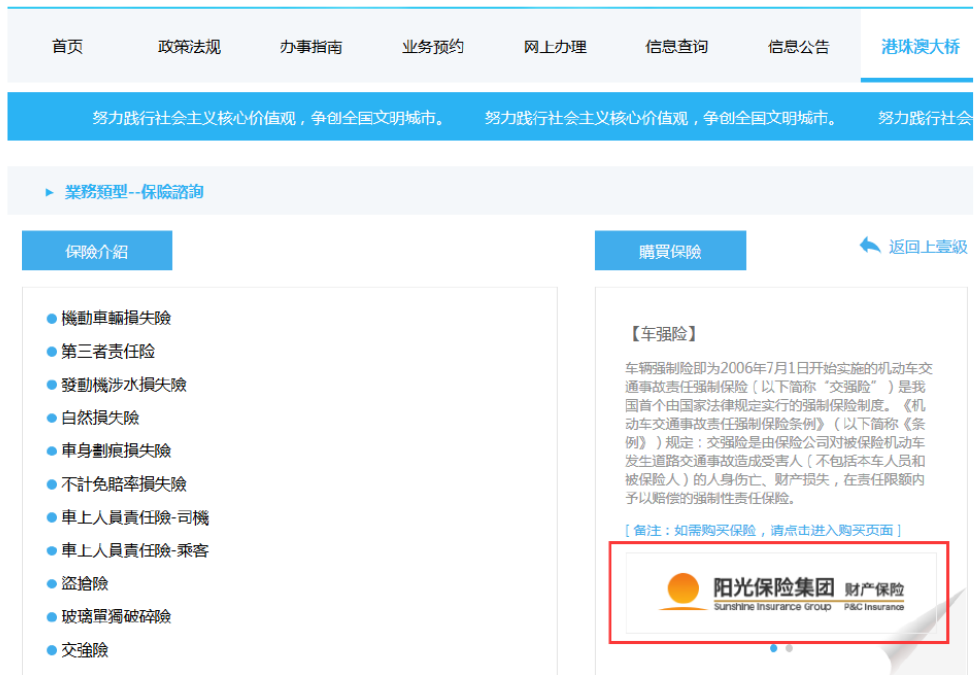 首页 政策法规 办事指南 业务预约 网上办理 信息查询 信息公告 港珠澳大桥
努力践行社会主义核心价值观，争创全国文明城市。 努力践行社会主义核心价值观，争创全国文明城市。 努力践行社会
業務類型--保險諮詢
保險介紹
購買保險
返回上壹級
機動車輛損失險
第三者责任险
發動機涉水損失險
自然損失險
車身劃痕損失險
不計免賠率損失險
車上人員責任險-司機
車上人員責任險-乘客
盜搶險
玻璃單獨破碎險
交強險
【车强险】
车辆强制险即为2006年7月1日开始实施的机动车交
通事故责任强制保险（以下简称“交强险”）是我
国首个由国家法律规定实行的强制保险制度。《机
动车交通事故责任强制保险条例》（以下简称《条
例》）规定：交强险是由保险公司对被保险机动车
发生道路交通事故造成受害人（不包括本车人员和
被保险人）的人身伤亡、财产损失，在责任限额内
予以赔偿的强制性责任保险。
[ 备注：如需购买保险，请点击进入购买页面 ]
阳光保险集团 财产保险
Sunshine Insurance Group P&C Insurance